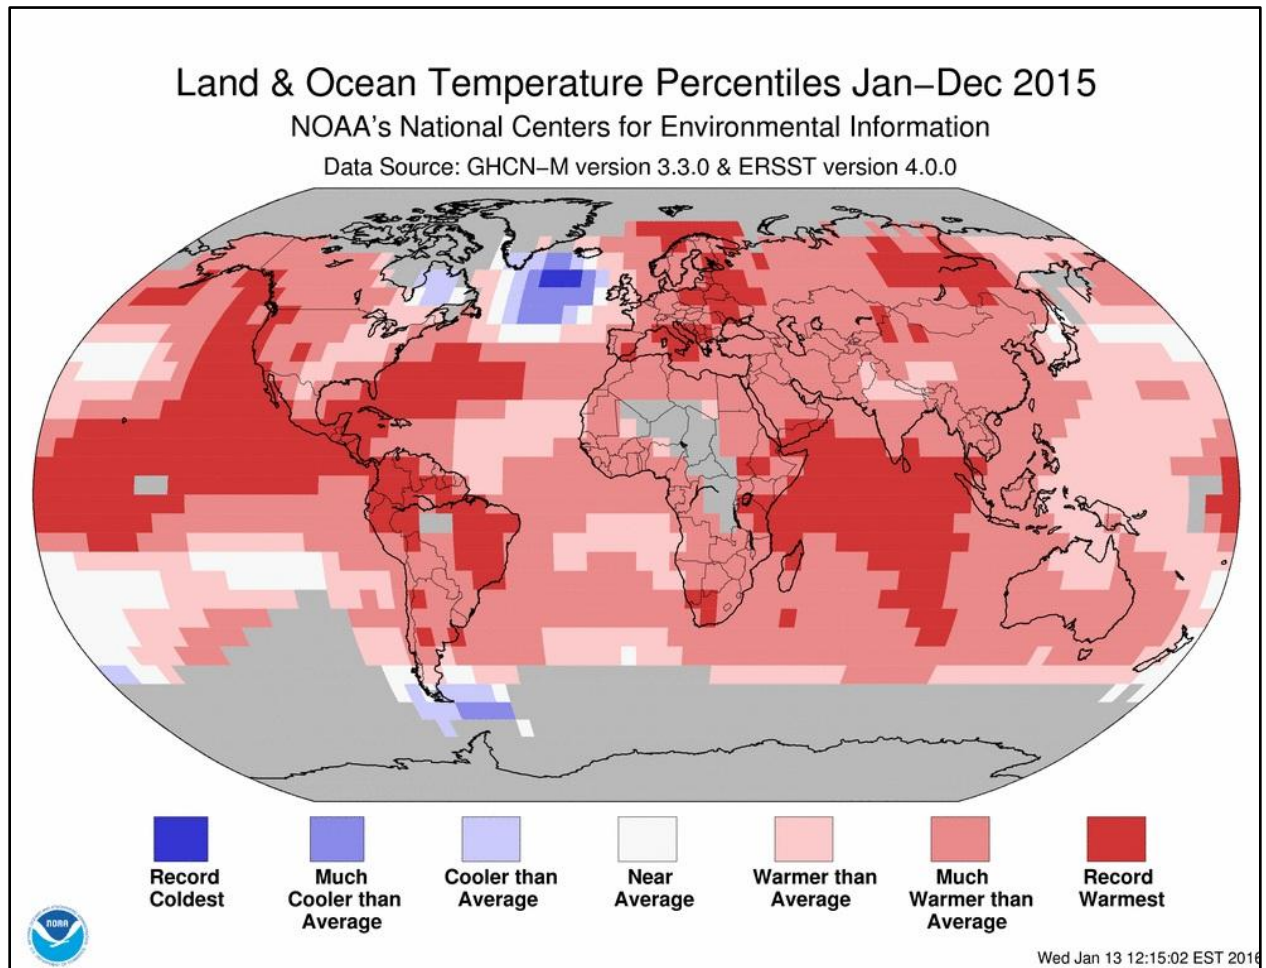 Land & Ocean Temperature Percentiles Jan–Dec 2015
NOAA's National Centers for Environmental Information
Data Source: GHCN–M version 3.3.0 & ERSST version 4.0.0
Record
Coldest
Much
Cooler than
Average
Cooler than
Average
Near
Average
Warmer than
Average
Much
Warmer than
Average
Record
Warmest
NOAA
Wed Jan 13 12:15:02 EST 2016